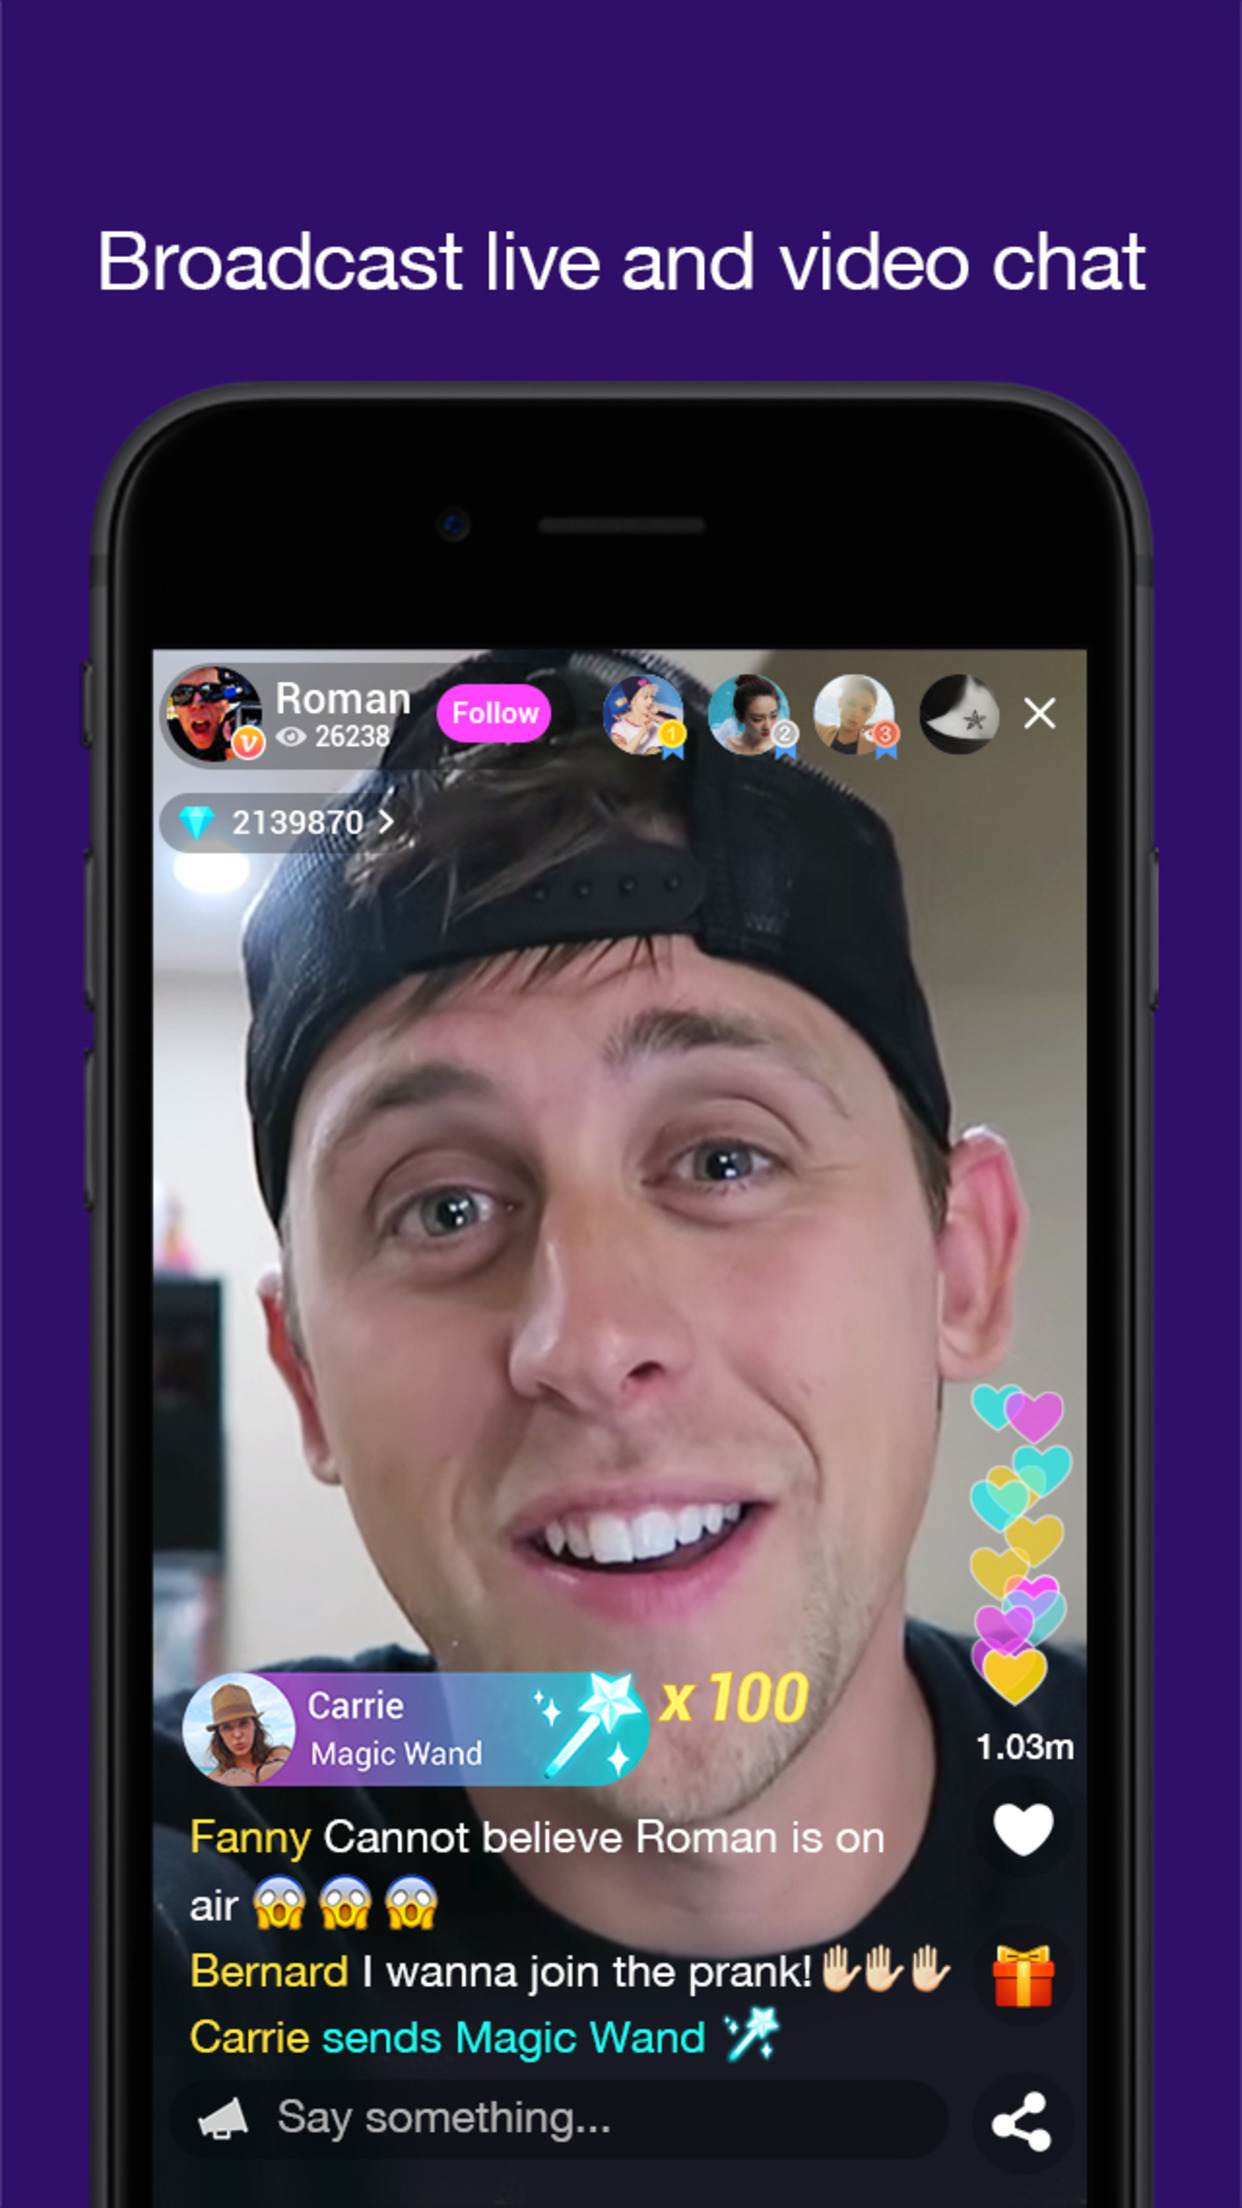 Broadcast live and video chat
Roman
26238
Follow
1
2
3
2139870
Carrie
Magic Wand
x 100
1.03m
Fanny Cannot believe Roman is on
air 😱 😱 😱
Bernard I wanna join the prank!✋🏻✋🏻✋🏻
Carrie sends Magic Wand
Say something...